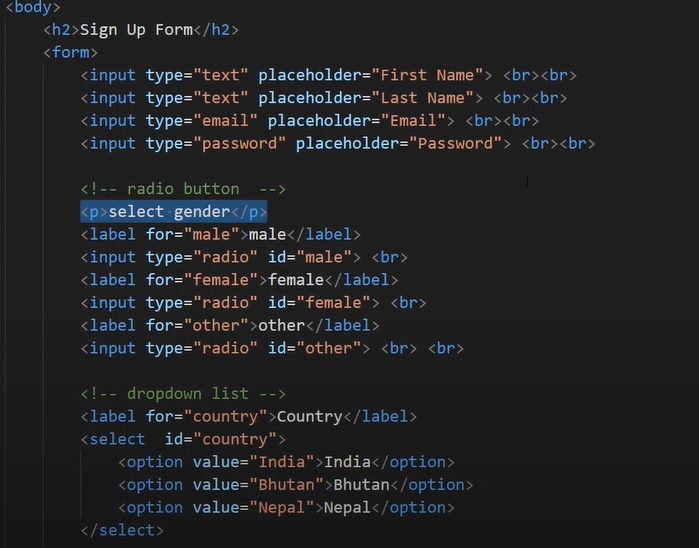 <body>
<h2>Sign Up Form</h2>
<form>
<input type="text" placeholder="First Name"> <br><br>
<input type="text" placeholder="Last Name"> <br><br>
<input type="email" placeholder="Email"> <br><br>
<input type="password" placeholder="Password"> <br><br>
<!-- radio button  -->
<p>select gender</p>
<label for="male">male</label>
<input type="radio" id="male"> <br>
<label for="female">female</label>
<input type="radio" id="female"> <br>
<label for="other">other</label>
<input type="radio" id="other"> <br> <br>
<!-- dropdown list -->
<label for="country">Country</label>
<select  id="country">
<option value="India">India</option>
<option value="Bhutan">Bhutan</option>
<option value="Nepal">Nepal</option>
</select>